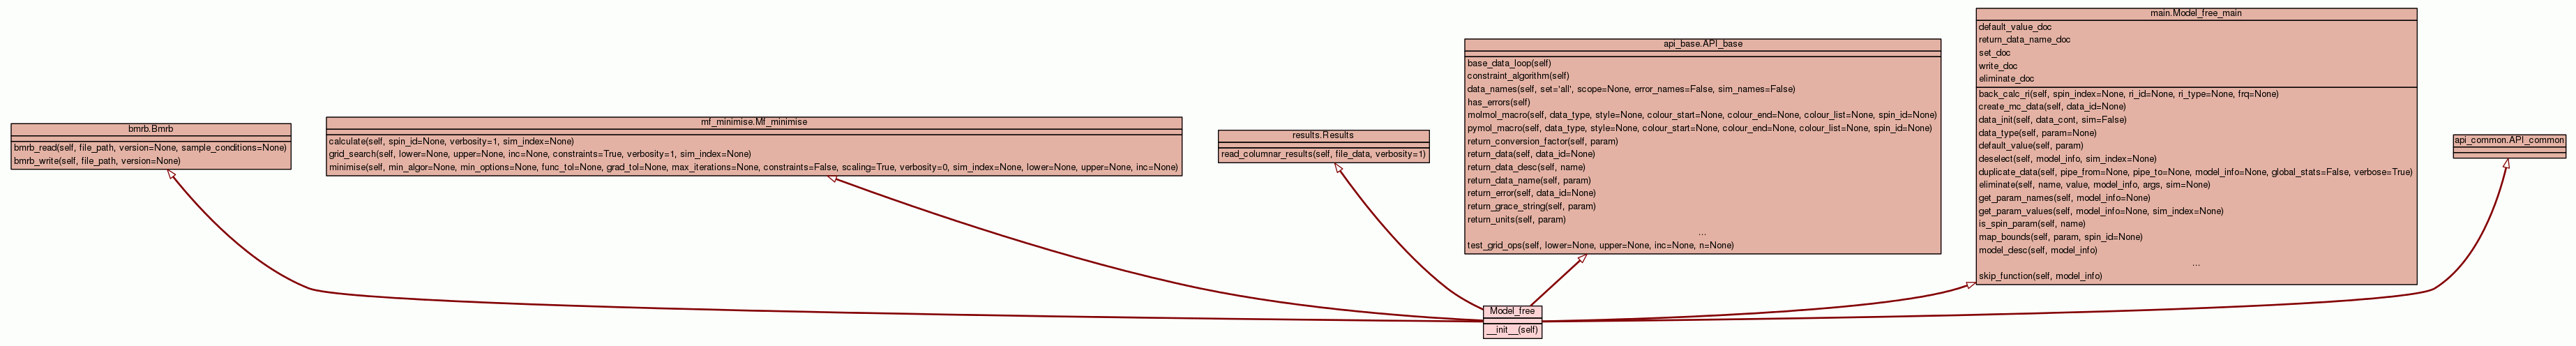 bmrb.Bmrb
bmrb_read(self, file_path, version=None, sample_conditions=None)
bmrb_write(self, file_path, version=None)
mf_minimise.Mf_minimise
calculate(self, spin_id=None, verbosity=1, sim_index=None)
grid_search(self, lower=None, upper=None, inc=None, constraints=True, verbosity=1, sim_index=None)
minimise(self, min_algor=None, min_options=None, func_tol=None, grad_tol=None, max_iterations=None, constraints=False, scaling=True, verbosity=0, sim_index=None, lower=None, upper=None, inc=None)
results.Results
read_columnar_results(self, file_data, verbosity=1)
api_base.API_base
base_data_loop(self)
constraint_algorithm(self)
data_names(self, set='all', scope=None, error_names=False, sim_names=False)
has_errors(self)
molmol_macro(self, data_type, style=None, colour_start=None, colour_end=None, colour_list=None, spin_id=None)
pymol_macro(self, data_type, style=None, colour_start=None, colour_end=None, colour_list=None, spin_id=None)
return_conversion_factor(self, param)
return_data(self, data_id=None)
return_data_desc(self, name)
return_data_name(self, param)
return_error(self, data_id=None)
return_grace_string(self, param)
return_units(self, param)
...
test_grid_ops(self, lower=None, upper=None, inc=None, n=None)
main.Model_free_main
default_value_doc
return_data_name_doc
set_doc
write_doc
eliminate_doc
back_calc_ri(self, spin_index=None, ri_id=None, ri_type=None, frq=None)
create_mc_data(self, data_id=None)
data_init(self, data_cont, sim=False)
data_type(self, param=None)
default_value(self, param)
deselect(self, model_info, sim_index=None)
duplicate_data(self, pipe_from=None, pipe_to=None, model_info=None, global_stats=False, verbose=True)
eliminate(self, name, value, model_info, args, sim=None)
get_param_names(self, model_info=None)
get_param_values(self, model_info=None, sim_index=None)
is_spin_param(self, name)
map_bounds(self, param, spin_id=None)
model_desc(self, model_info)
...
skip_function(self, model_info)
api_common.API_common
Model_free
__init__(self)